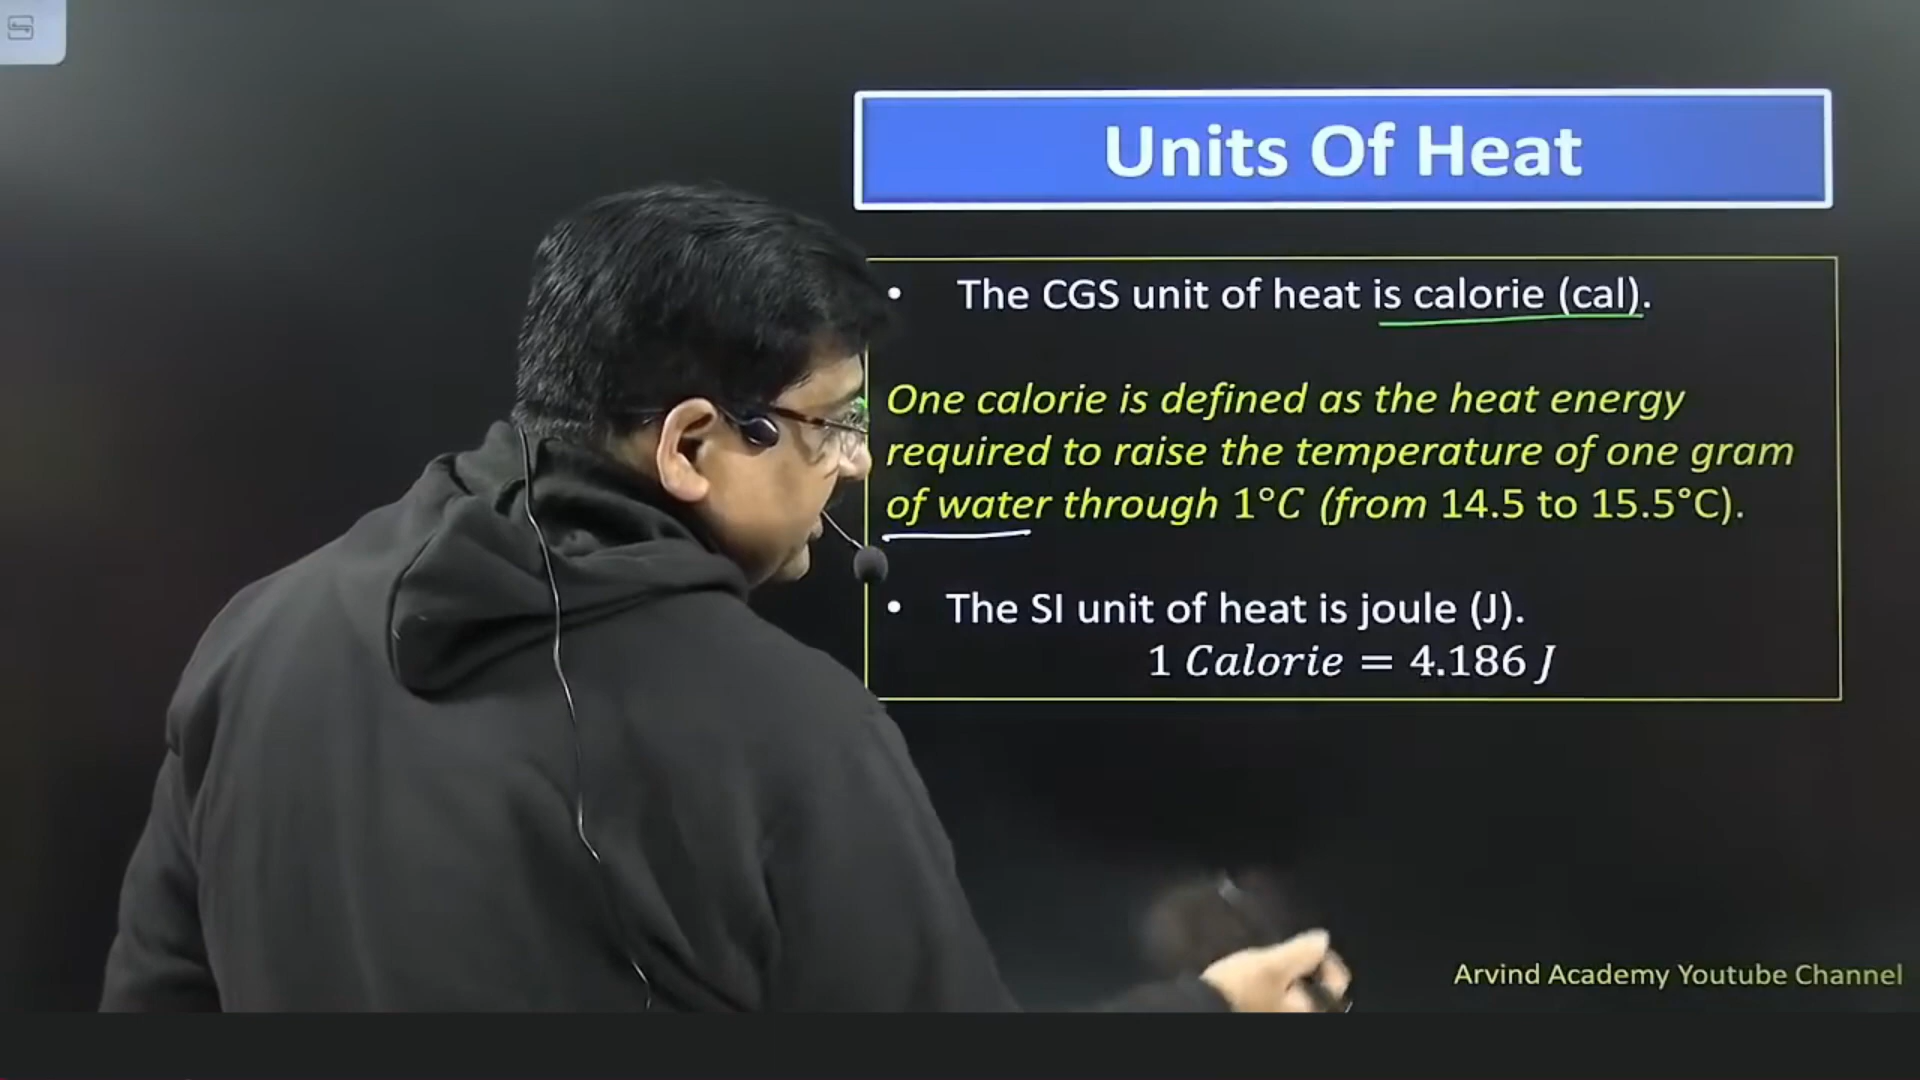 Units Of Heat
• The CGS unit of heat is calorie (cal).
One calorie is defined as the heat energy
required to raise the temperature of one gram
of water through 1°C (from 14.5 to 15.5°C).
• The SI unit of heat is joule (J).
1 Calorie = 4.186 J
Arvind Academy Youtube Channel